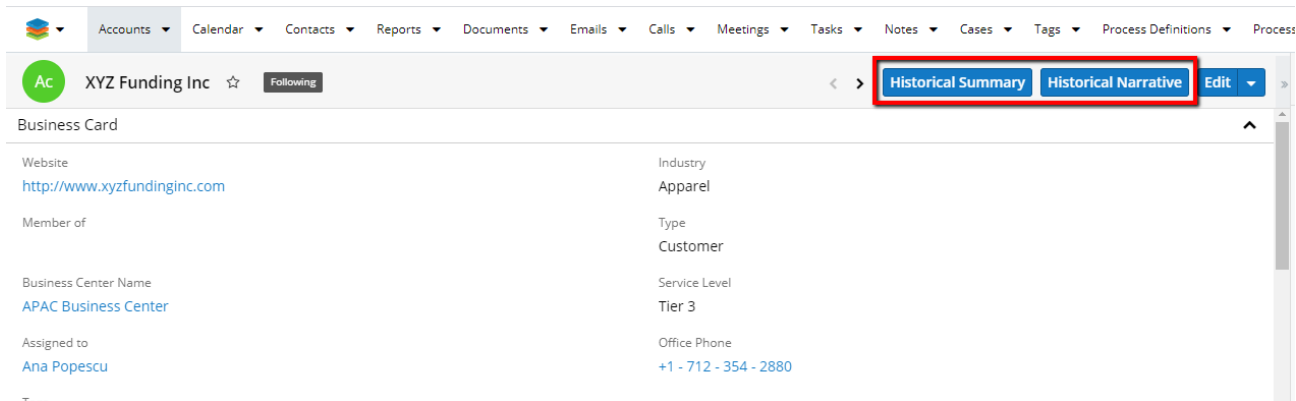 Accounts Calendar Contacts Reports Documents Emails Calls Meetings Tasks Notes Cases Tags Process Definitions Process
Ac XYZ Funding Inc Following Historical Summary Historical Narrative Edit
Business Card
Website Industry
http://www.xyzfundinginc.com Apparel
Member of Type
Customer
Business Center Name Service Level
APAC Business Center Tier 3
Assigned to Office Phone
Ana Popescu +1 - 712 - 354 - 2880